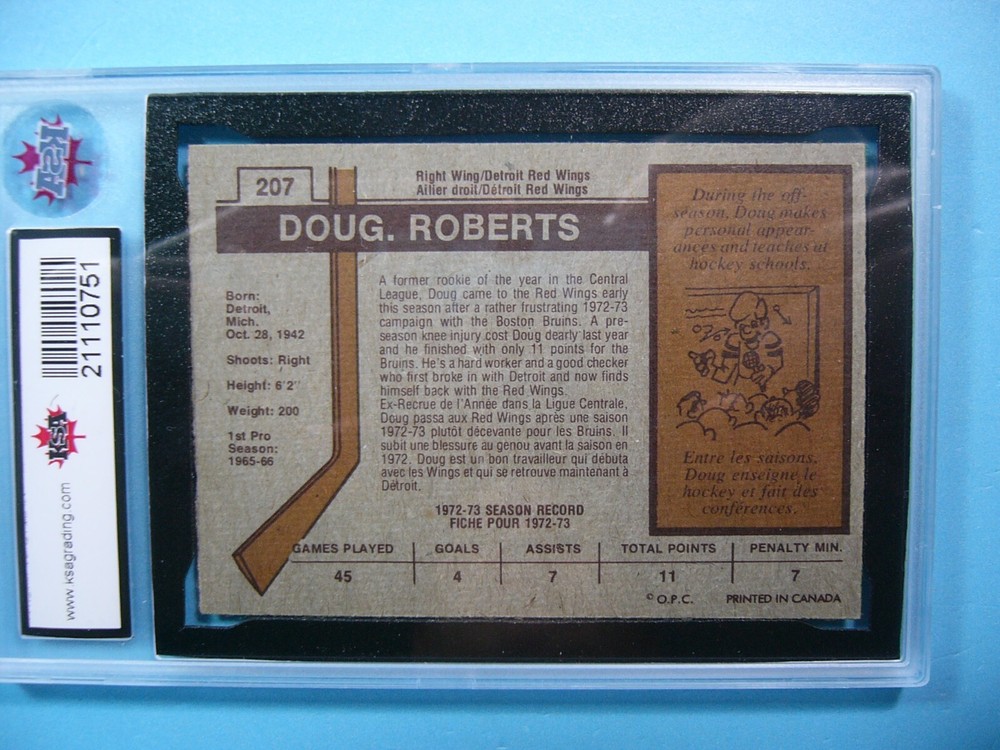 KSA
21110751
KSA
www.ksagrading.com
207
Right Wing/Detroit Red Wings
Ailier droit/Détroit Red Wings
DOUG. ROBERTS
Born:
Detroit,
Mich.
Oct. 28, 1942
Shoots: Right
Height: 6'2"
Weight: 200
1st Pro
Season:
1965-66
A former rookie of the year in the Central
League, Doug came to the Red Wings early
this season after a rather frustrating 1972-73
campaign with the Boston Bruins. A pre-
season knee injury cost Doug dearly last year
and he finished with only 11 points for the
Bruins. He's a hard worker and a good checker
who first broke in with Detroit and now finds
himself back with the Red Wings.
Ex-Recrue de l'Année dans la Ligue Centrale,
Doug passa aux Red Wings après une saison
1972-73 plutôt décevante pour les Bruins. Il
subit une blessure au genou avant la saison en
1972. Doug est un bon travailleur qui débuta
avec les Wings et qui se retrouve maintenant à
Détroit.
During the off-
season, Doug makes
personal appear-
ances and teaches at
hockey schools.
Entre les saisons,
Doug enseigne le
hockey et fait des
conférences.
1972-73 SEASON RECORD
FICHE POUR 1972-73
GAMES PLAYED GOALS ASSISTS TOTAL POINTS PENALTY MIN.
45 4 7 11 7
© O.P.C. PRINTED IN CANADA